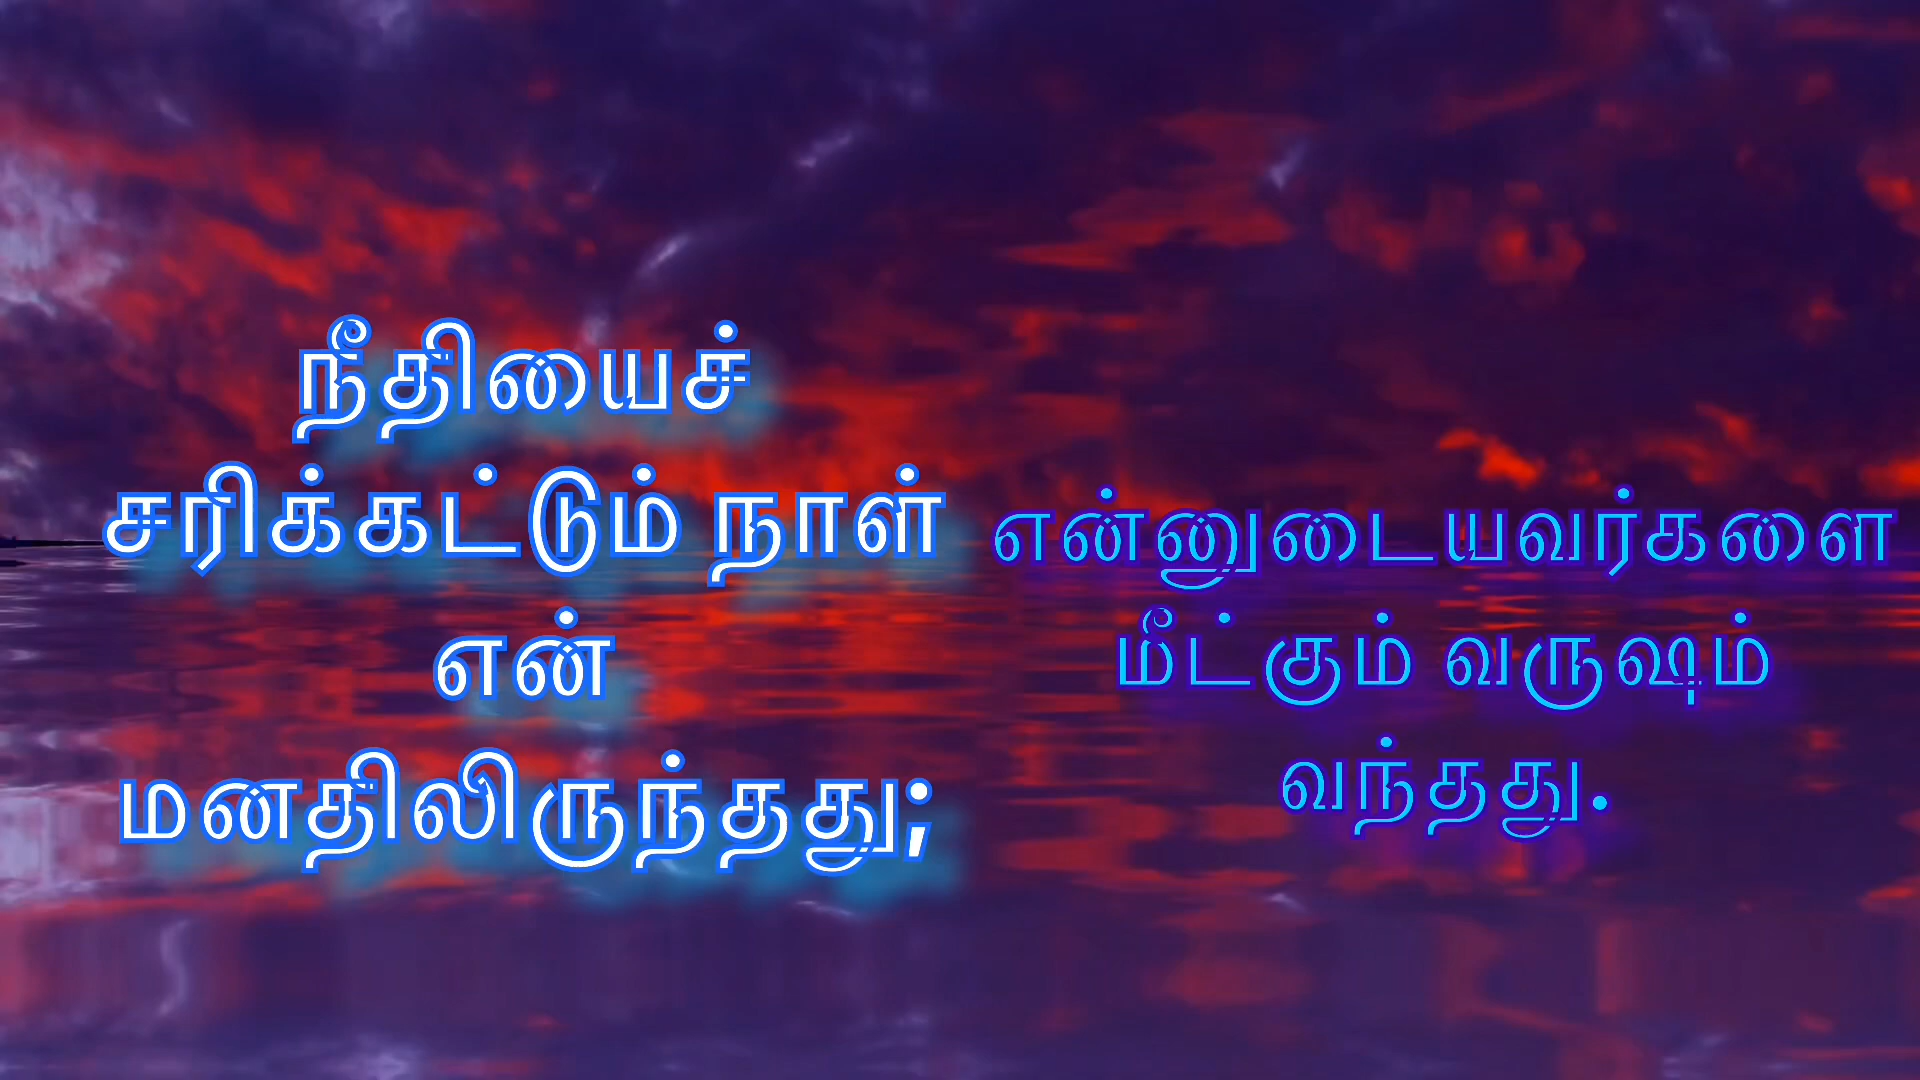 நீதியைச்
சரிக்கட்டும் நாள்
என்
மனதிலிருந்தது;
என்னுடையவர்களை
மீட்கும் வருஷம்
வந்தது.